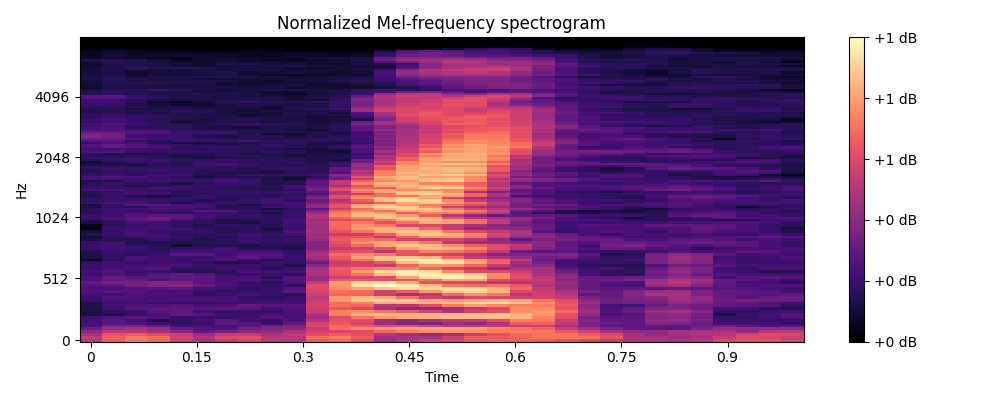 Normalized Mel-frequency spectrogram
Hz
4096
2048
1024
512
0
0 0.15 0.3 0.45 0.6 0.75 0.9
Time
+1 dB
+1 dB
+1 dB
+0 dB
+0 dB
+0 dB